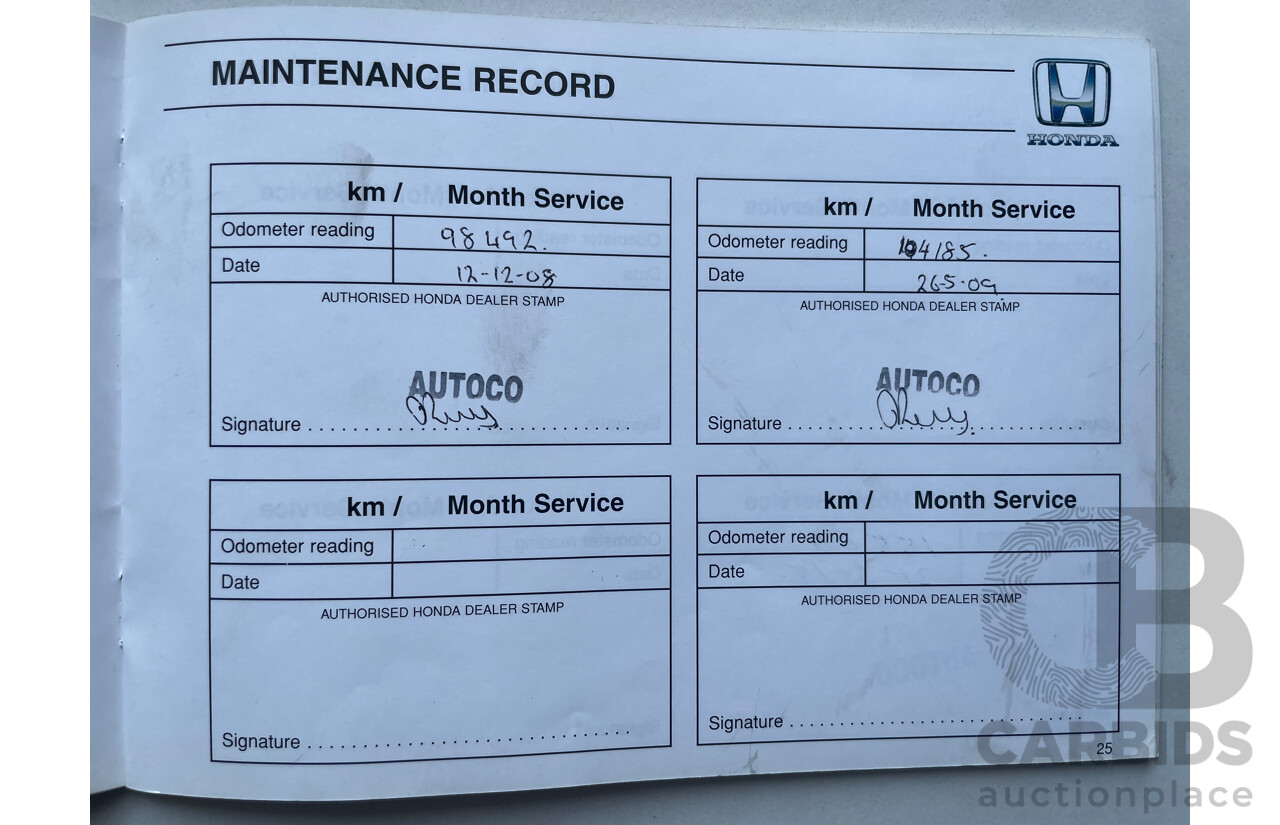 MAINTENANCE RECORD
HONDA
km / Month Service
Odometer reading 98492.
Date 12-12-08
AUTHORISED HONDA DEALER STAMP
AUTOCO
Signature
km / Month Service
Odometer reading 104185.
Date 26-5-09
AUTHORISED HONDA DEALER STAMP
AUTOCO
Signature
km / Month Service
Odometer reading
Date
AUTHORISED HONDA DEALER STAMP
Signature
km / Month Service
Odometer reading
Date
AUTHORISED HONDA DEALER STAMP
Signature
25
CB
CARBIDS
auctionplace